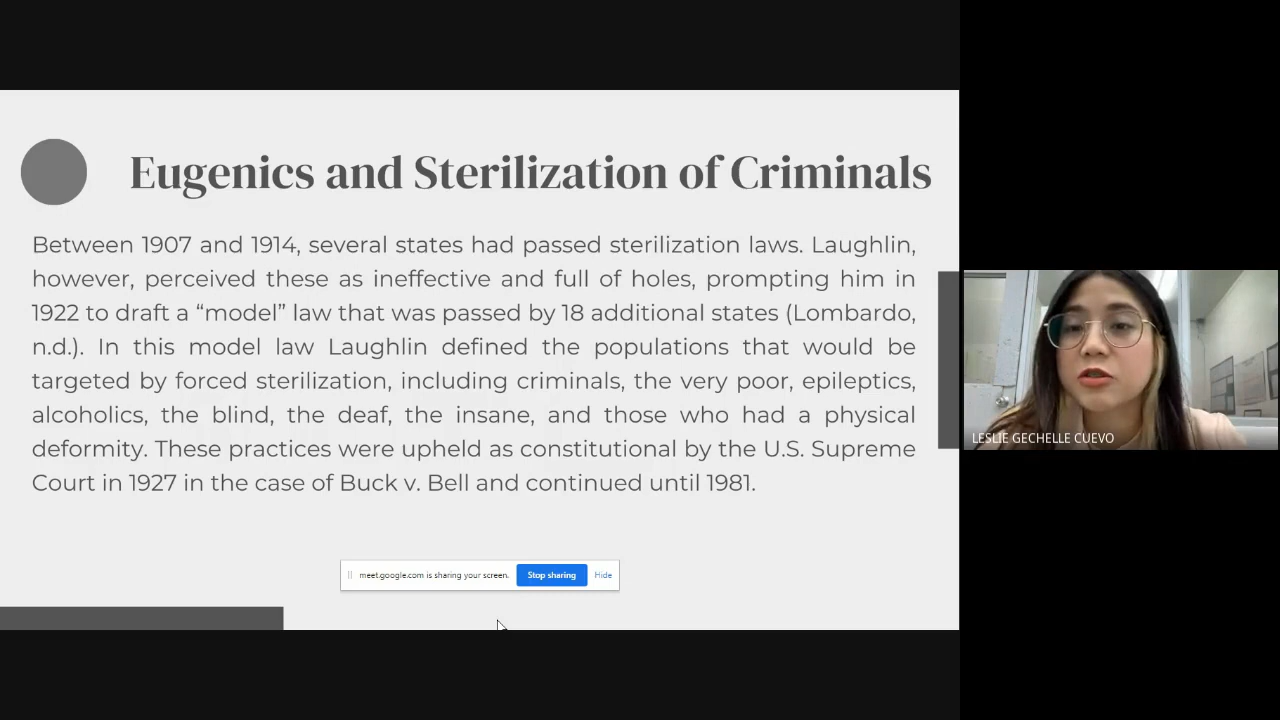 Eugenics and Sterilization of Criminals
Between 1907 and 1914, several states had passed sterilization laws. Laughlin,
however, perceived these as ineffective and full of holes, prompting him in
1922 to draft a “model” law that was passed by 18 additional states (Lombardo,
n.d.). In this model law Laughlin defined the populations that would be
targeted by forced sterilization, including criminals, the very poor, epileptics,
alcoholics, the blind, the deaf, the insane, and those who had a physical
deformity. These practices were upheld as constitutional by the U.S. Supreme
Court in 1927 in the case of Buck v. Bell and continued until 1981.
LESLIE GECHELLE CUEVO
meet.google.com is sharing your screen. Stop sharing Hide